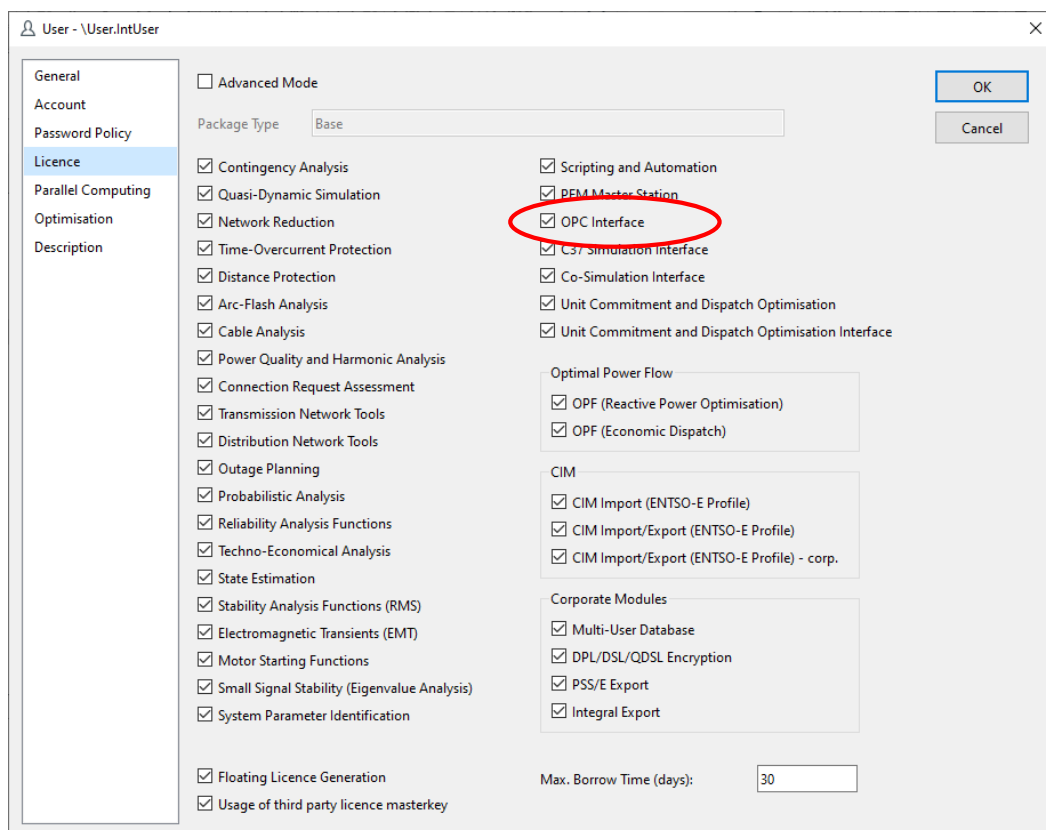 User - \User.IntUser
General
Account
Password Policy
Licence
Parallel Computing
Optimisation
Description
Advanced Mode
Package Type
Base
Contingency Analysis
Quasi-Dynamic Simulation
Network Reduction
Time-Overcurrent Protection
Distance Protection
Arc-Flash Analysis
Cable Analysis
Power Quality and Harmonic Analysis
Connection Request Assessment
Transmission Network Tools
Distribution Network Tools
Outage Planning
Probabilistic Analysis
Reliability Analysis Functions
Techno-Economical Analysis
State Estimation
Stability Analysis Functions (RMS)
Electromagnetic Transients (EMT)
Motor Starting Functions
Small Signal Stability (Eigenvalue Analysis)
System Parameter Identification
Floating Licence Generation
Usage of third party licence masterkey
Scripting and Automation
PFM Master Station
OPC Interface
C37 Simulation Interface
Co-Simulation Interface
Unit Commitment and Dispatch Optimisation
Unit Commitment and Dispatch Optimisation Interface
Optimal Power Flow
OPF (Reactive Power Optimisation)
OPF (Economic Dispatch)
CIM
CIM Import (ENTSO-E Profile)
CIM Import/Export (ENTSO-E Profile)
CIM Import/Export (ENTSO-E Profile) - corp.
Corporate Modules
Multi-User Database
DPL/DSL/QDSL Encryption
PSS/E Export
Integral Export
Max. Borrow Time (days):
30
OK
Cancel